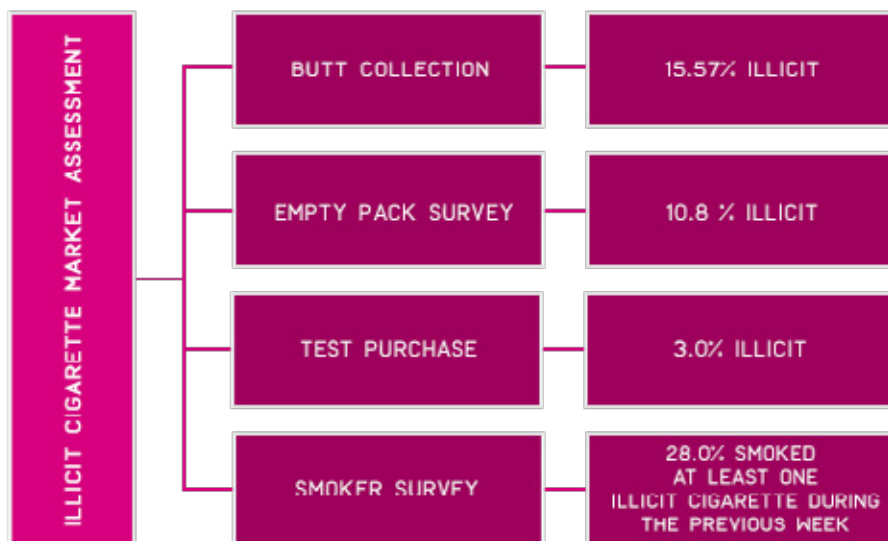 ILLICIT CIGARETTE MARKET ASSESSMENT
BUTT COLLECTION
15.57% ILLICIT
EMPTY PACK SURVEY
10.8 % ILLICIT
TEST PURCHASE
3.0% ILLICIT
SMOKER SURVEY
28.0% SMOKED
AT LEAST ONE
ILLICIT CIGARETTE DURING
THE PREVIOUS WEEK